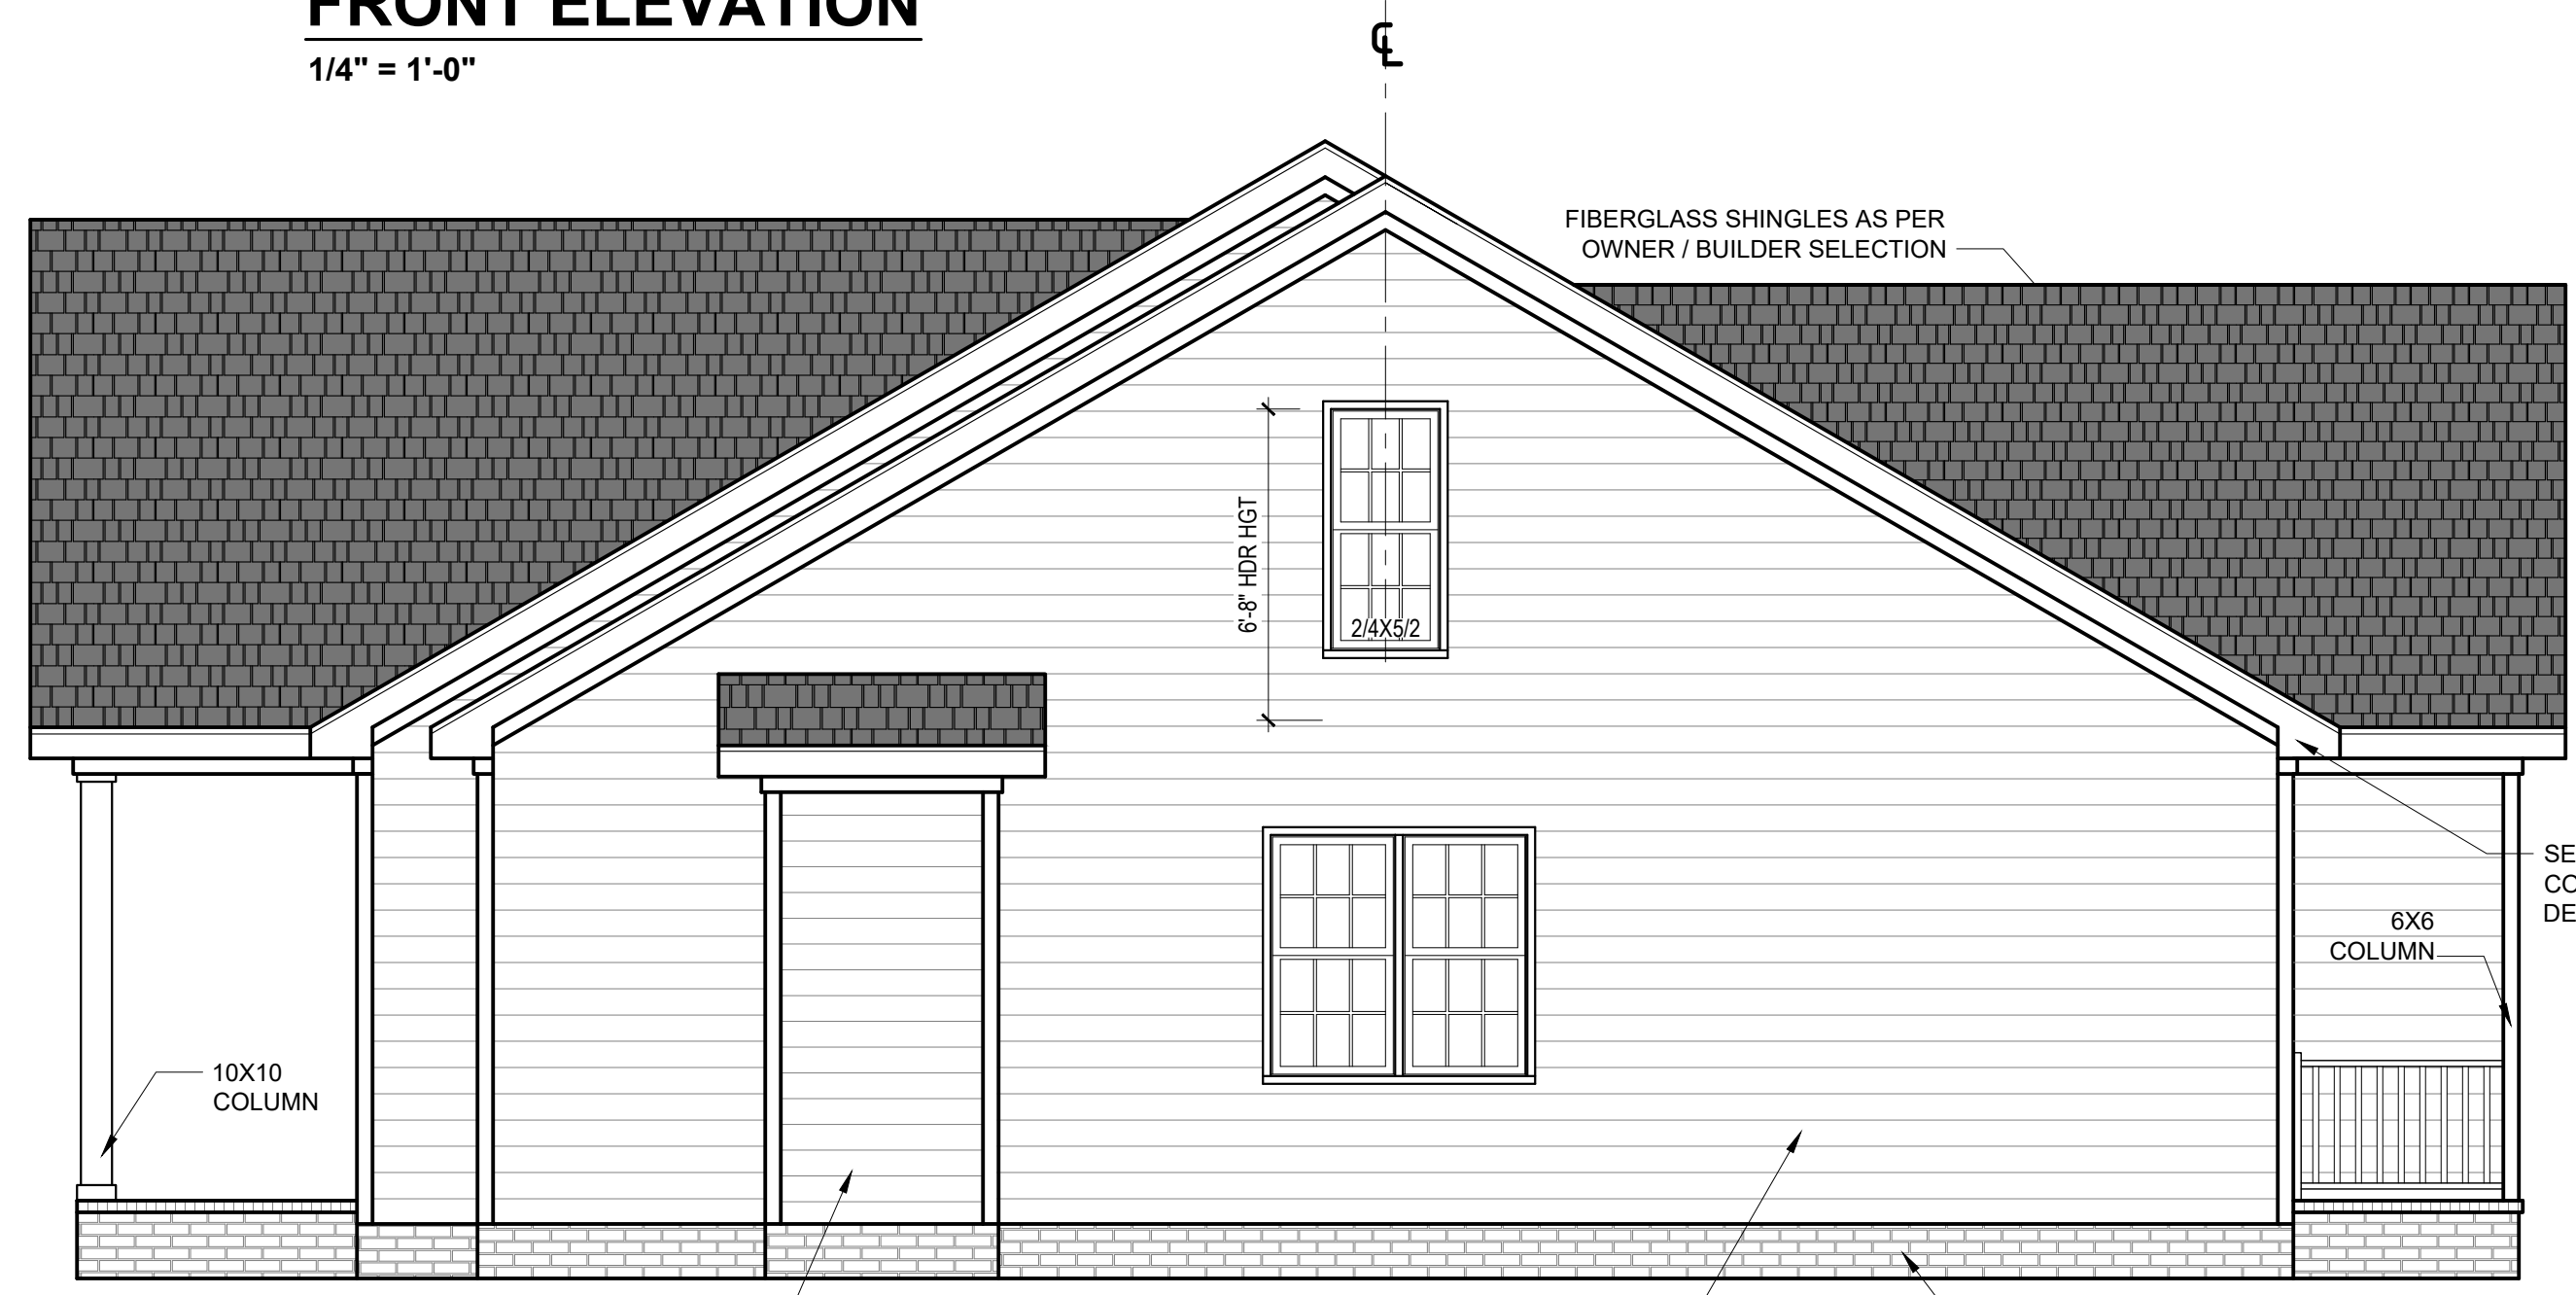 FRONT ELEVATION
1/4" = 1'-0"
℄
FIBERGLASS SHINGLES AS PER
OWNER / BUILDER SELECTION
6'-8" HDR HGT
2/4X5/2
6X6
COLUMN
10X10
COLUMN